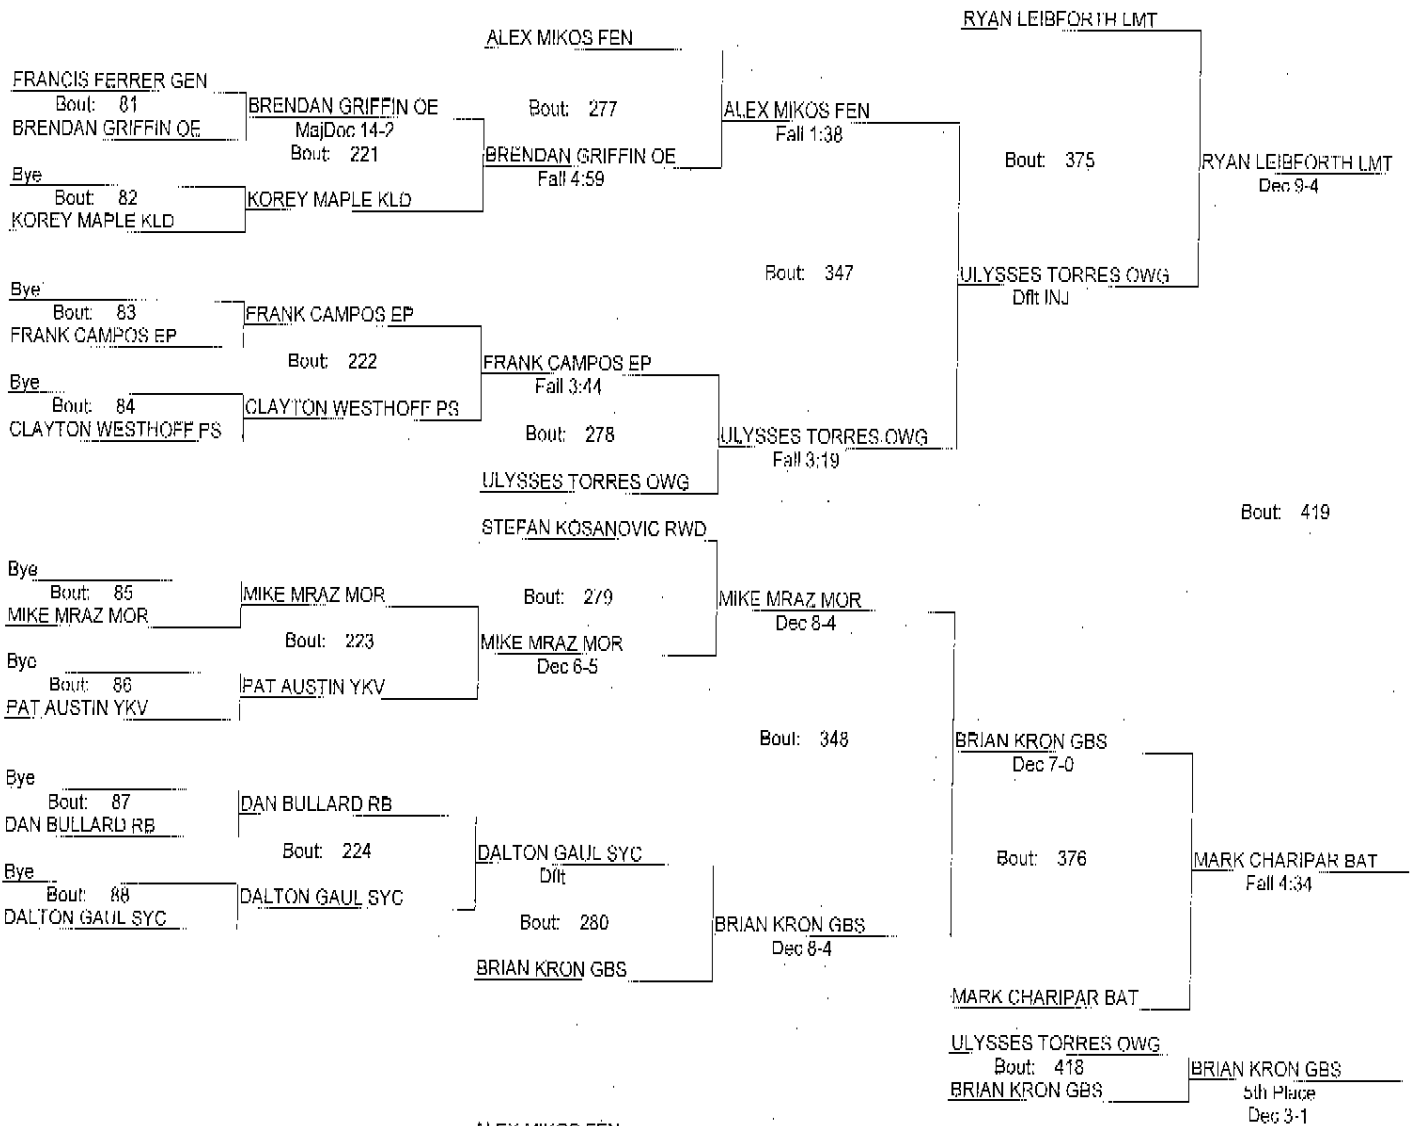 RYAN LEIBFORTH LMT
ALEX MIKOS FEN
FRANCIS FERRER GEN
Bout: 81
BRENDAN GRIFFIN OE
BRENDAN GRIFFIN OE
MajDec 14-2
Bout: 221
Bout: 277
ALEX MIKOS FEN
Fall 1:38
BRENDAN GRIFFIN OE
Fall 4:59
Bout: 375
RYAN LEIBFORTH LMT
Dec 9-4
Bye
Bout: 82
KOREY MAPLE KLD
KOREY MAPLE KLD
Bout: 347
ULYSSES TORRES OWG
Dflt INJ
Bye
Bout: 83
FRANK CAMPOS EP
FRANK CAMPOS EP
Bout: 222
FRANK CAMPOS EP
Fall 3:44
Bye
Bout: 84
CLAYTON WESTHOFF PS
CLAYTON WESTHOFF PS
Bout: 278
ULYSSES TORRES OWG
Fall 3:19
ULYSSES TORRES OWG
Bout: 419
STEFAN KOSANOVIC RWD
Bye
Bout: 85
MIKE MRAZ MOR
MIKE MRAZ MOR
Bout: 279
MIKE MRAZ MOR
Dec 8-4
Bout: 223
MIKE MRAZ MOR
Dec 6-5
Bye
Bout: 86
PAT AUSTIN YKV
PAT AUSTIN YKV
Bout: 348
BRIAN KRON GBS
Dec 7-0
Bye
Bout: 87
DAN BULLARD RB
DAN BULLARD RB
Bout: 224
DALTON GAUL SYC
Dflt
Bout: 376
MARK CHARIPAR BAT
Fall 4:34
Bye
Bout: 88
DALTON GAUL SYC
DALTON GAUL SYC
Bout: 280
BRIAN KRON GBS
Dec 8-4
BRIAN KRON GBS
MARK CHARIPAR BAT
ULYSSES TORRES OWG
Bout: 418
BRIAN KRON GBS
BRIAN KRON GBS
5th Place
Dec 3-1
ALEX MIKOS FEN